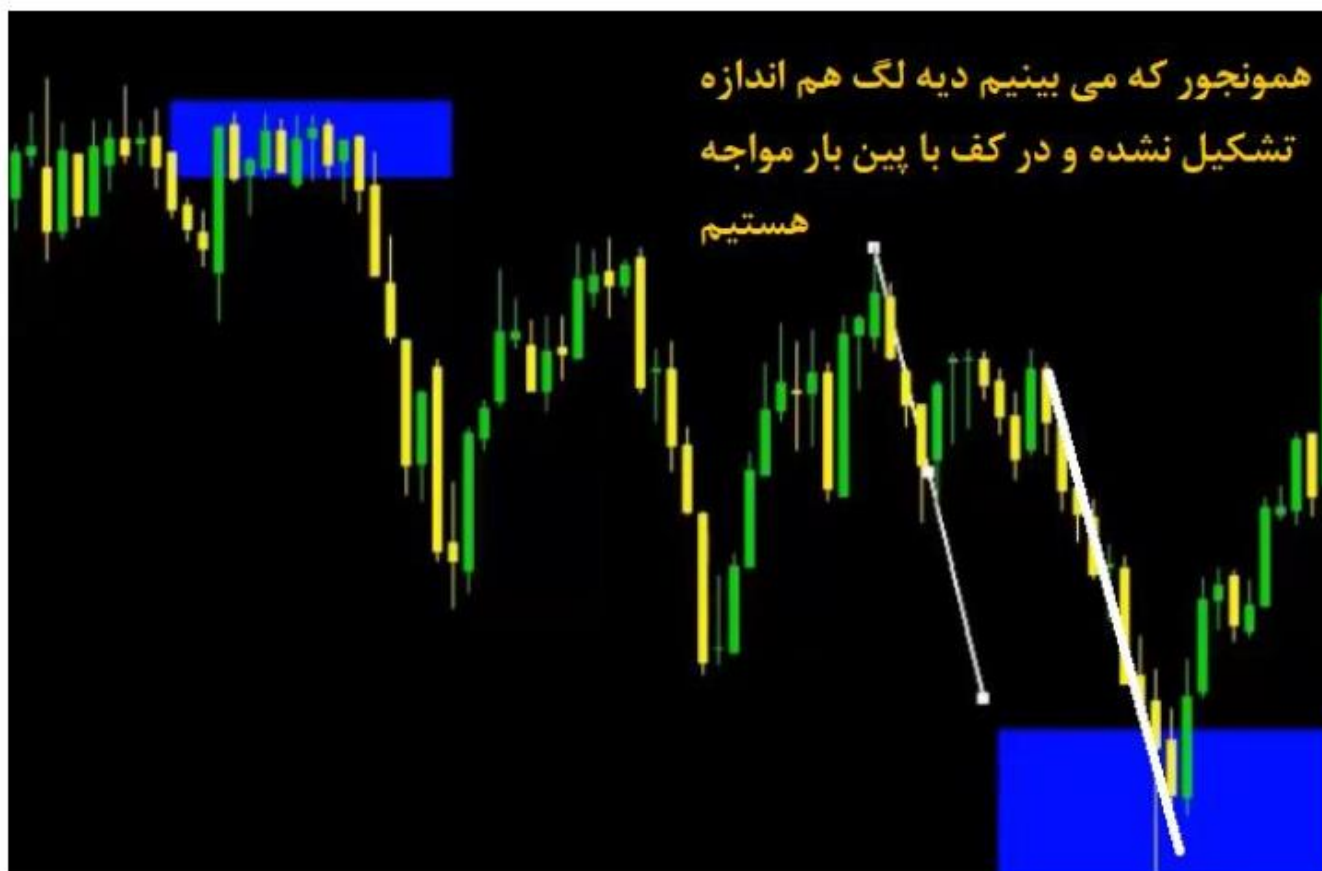 همونجور که می بینیم دیه لگ هم اندازه
تشکیل نشده و در کف با پین بار مواجه
هستیم